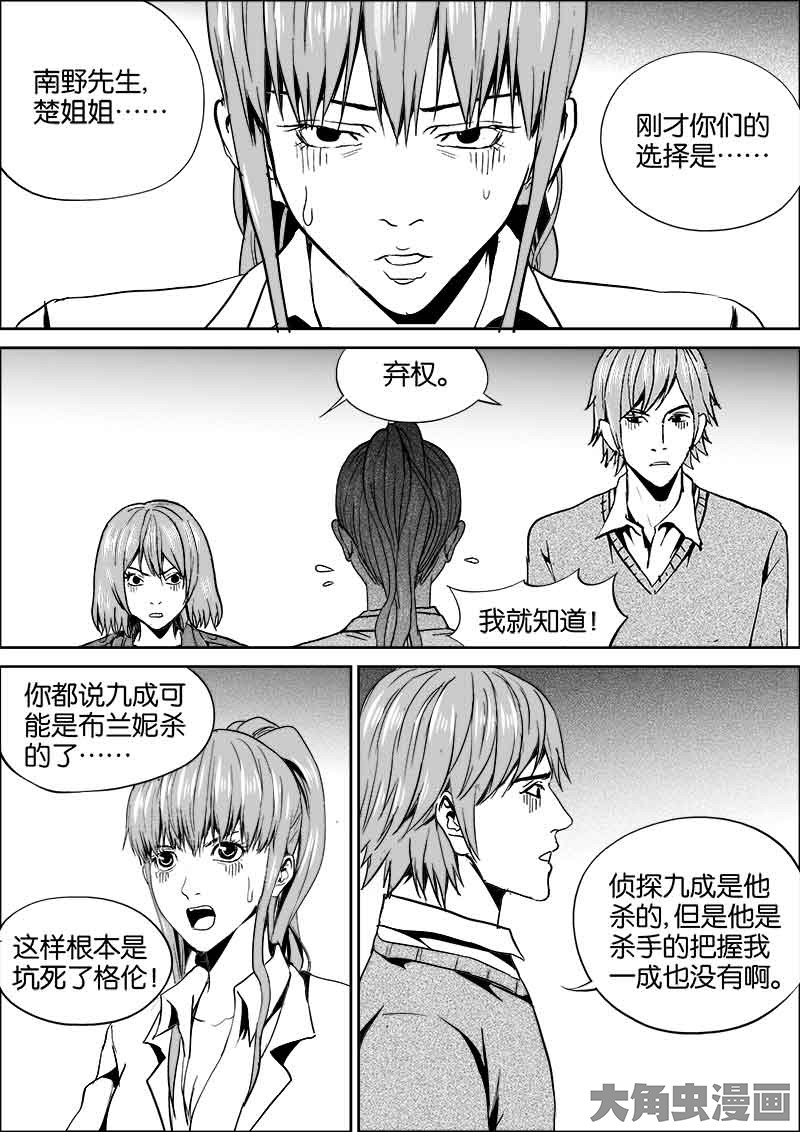 南野先生,
楚姐姐……
刚才你们的
选择是……
弃权。
我就知道!
你都说九成可
能是布兰妮杀
的了……
这样根本是
坑死了格伦!
侦探九成是他
杀的,但是他是
杀手的把握我
一成也没有啊。
大角虫漫画